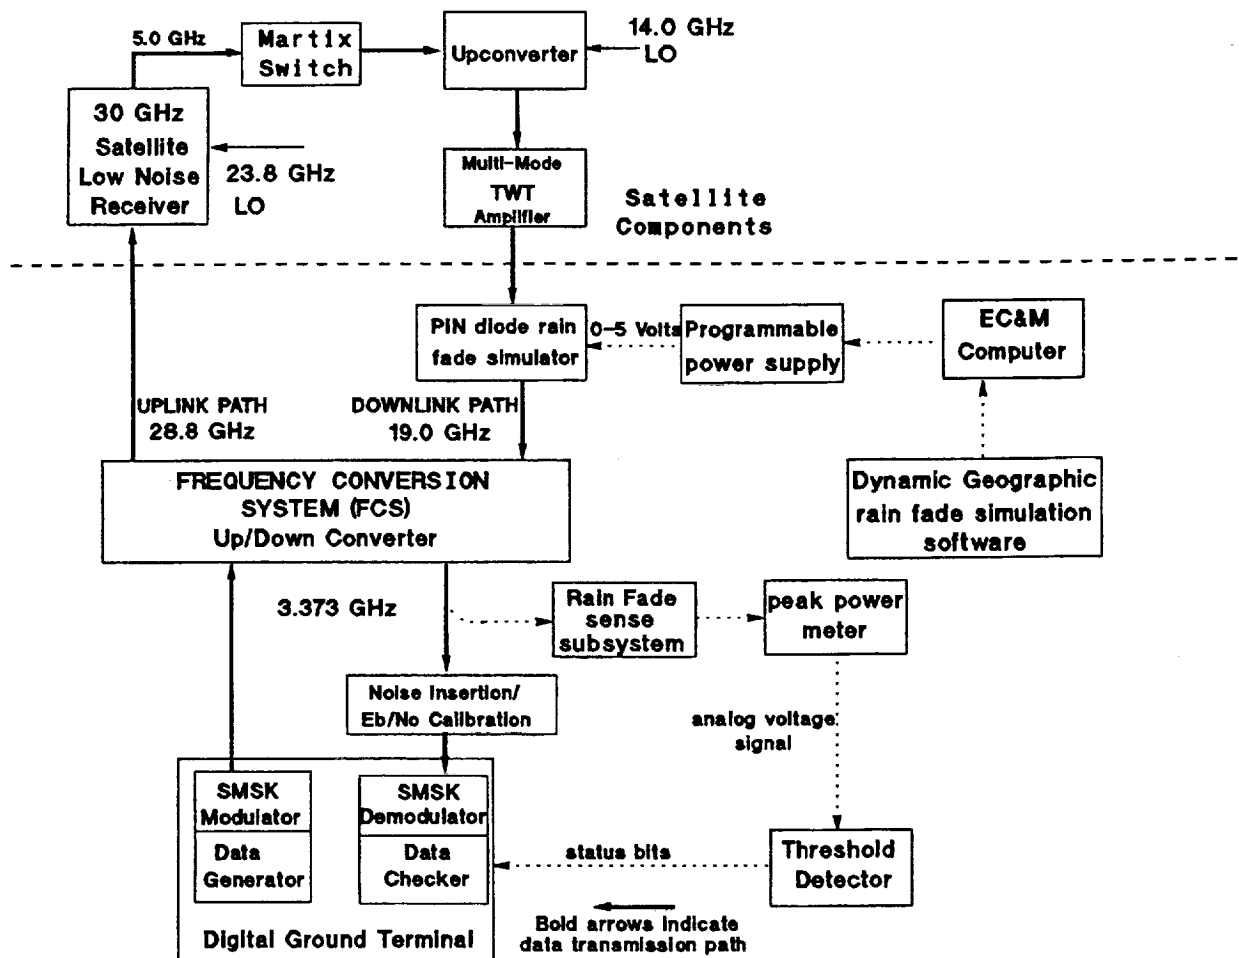 5.0 GHz
Martix
Switch
Upconverter
14.0 GHz
LO
30 GHz
Satellite
Low Noise
Receiver
23.8 GHz
LO
Multi-Mode
TWT
Amplifier
Satellite
Components
PIN diode rain
fade simulator
0-5 Volts
Programmable
power supply
EC&M
Computer
UPLINK PATH
28.8 GHz
DOWNLINK PATH
19.0 GHz
FREQUENCY CONVERSION
SYSTEM (FCS)
Up/Down Converter
Dynamic Geographic
rain fade simulation
software
3.373 GHz
Rain Fade
sense
subsystem
peak power
meter
Noise Insertion/
Eb/No Calibration
analog voltage
signal
SMSK
Modulator
Data
Generator
SMSK
Demodulator
Data
Checker
status bits
Threshold
Detector
Digital Ground Terminal
Bold arrows indicate
data transmission path